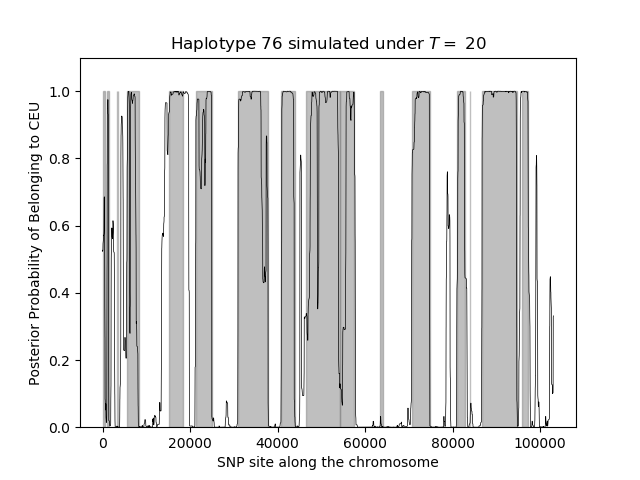 Haplotype 76 simulated under T = 20
Posterior Probability of Belonging to CEU
1.0
0.8
0.6
0.4
0.2
0.0
0 20000 40000 60000 80000 100000
SNP site along the chromosome